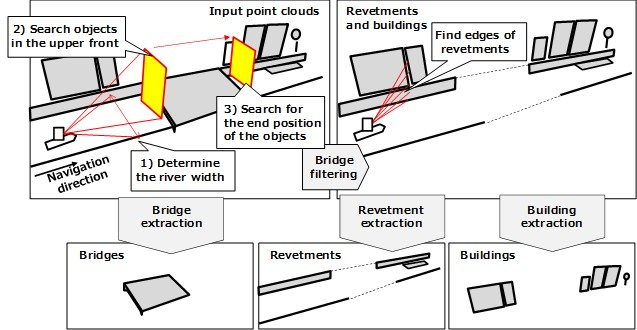 Input point clouds
2) Search objects
in the upper front
3) Search for
the end position
of the objects
1) Determine
the river width
Navigation
direction
Revetments
and buildings
Find edges of
revetments
Bridge
filtering
Bridge
extraction
Revetment
extraction
Building
extraction
Bridges
Revetments
Buildings